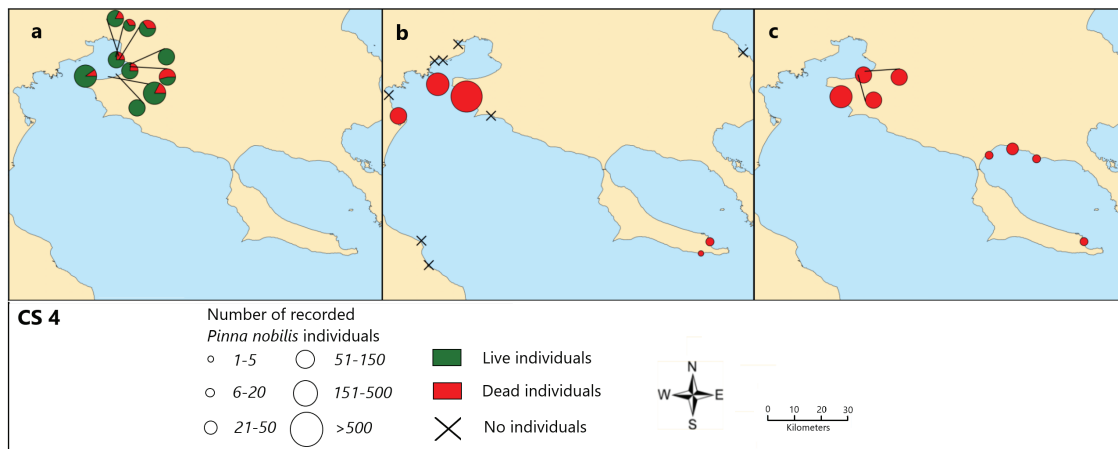 a
b
c
CS 4
Number of recorded
Pinna nobilis individuals
1-5
51-150
Live individuals
6-20
151-500
Dead individuals
21-50
>500
No individuals
N
W E
S
0 10 20 30
Kilometers